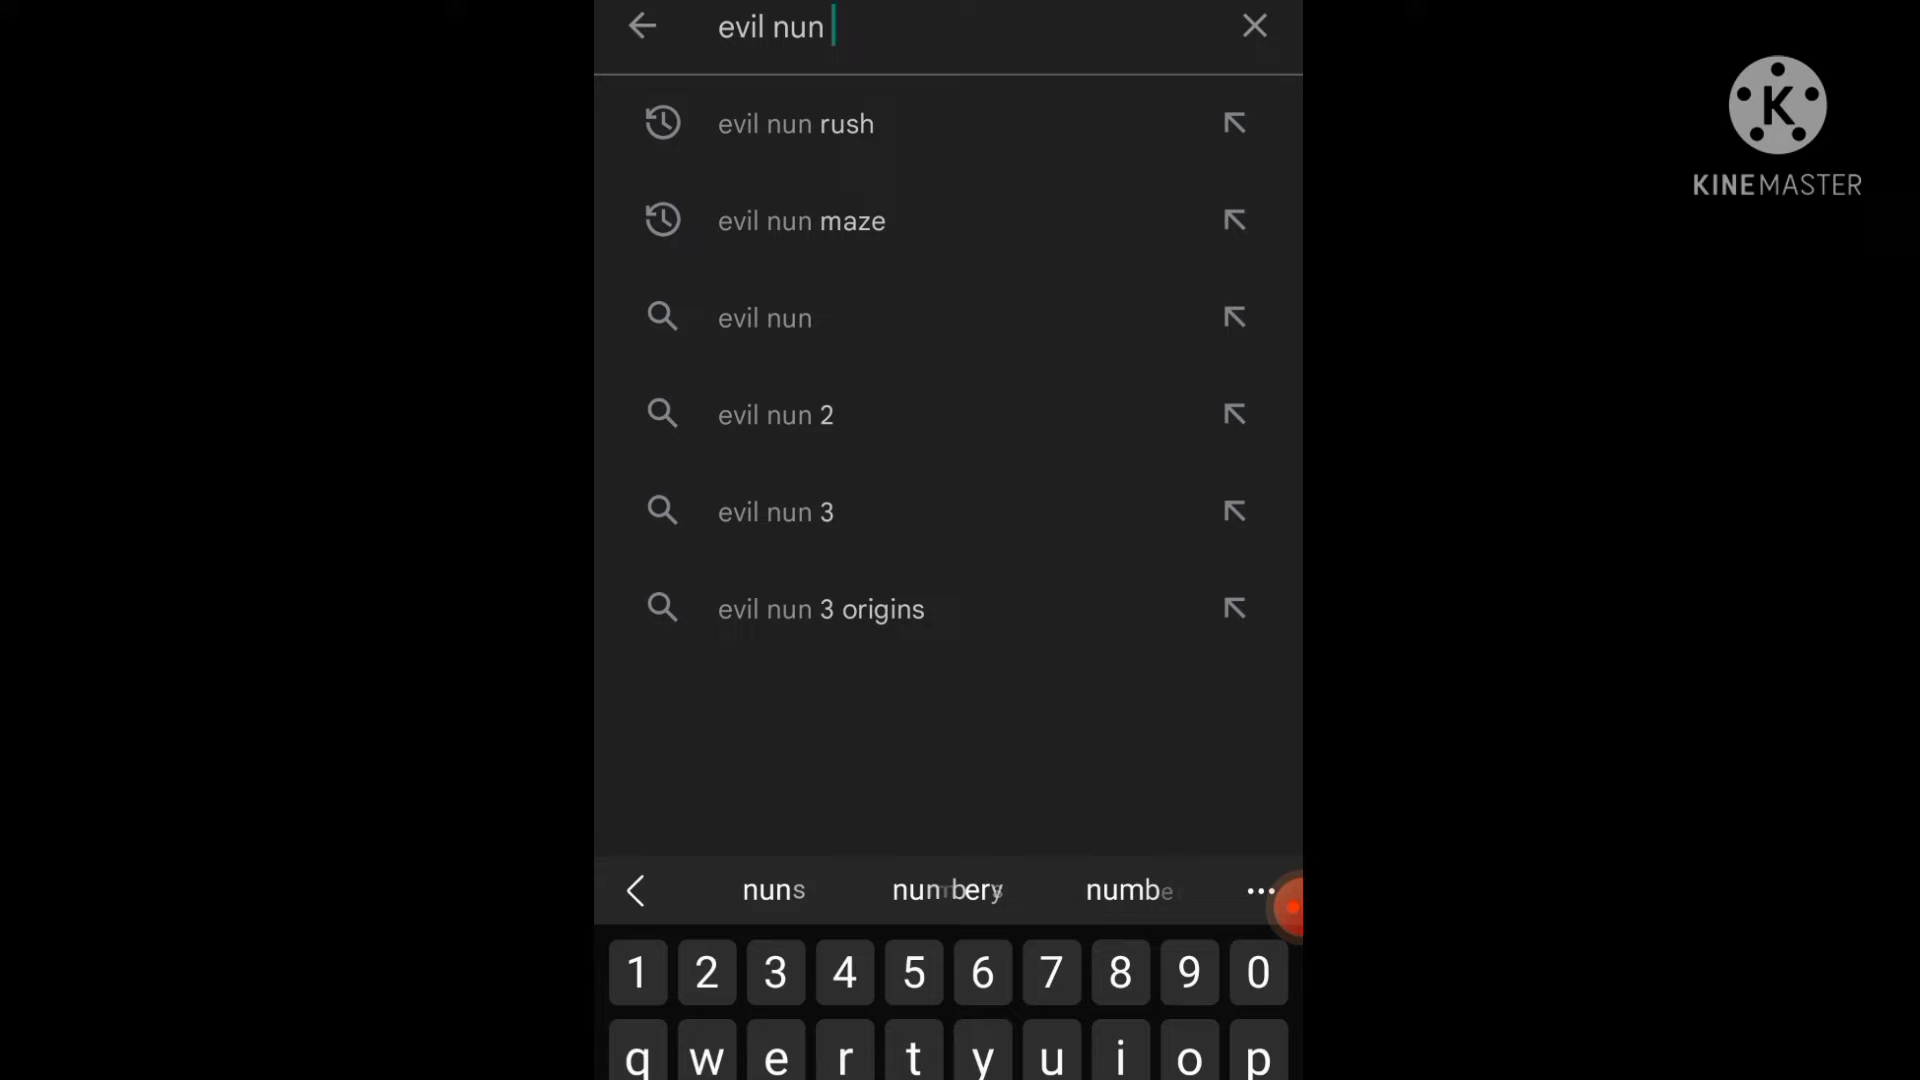 evil nun
K
KINEMASTER
evil nun rush
evil nun maze
evil nun
evil nun 2
evil nun 3
evil nun 3 origins
nuns
1 2 3 4 5 6 7 8 9 0
q w e r t y u i o p